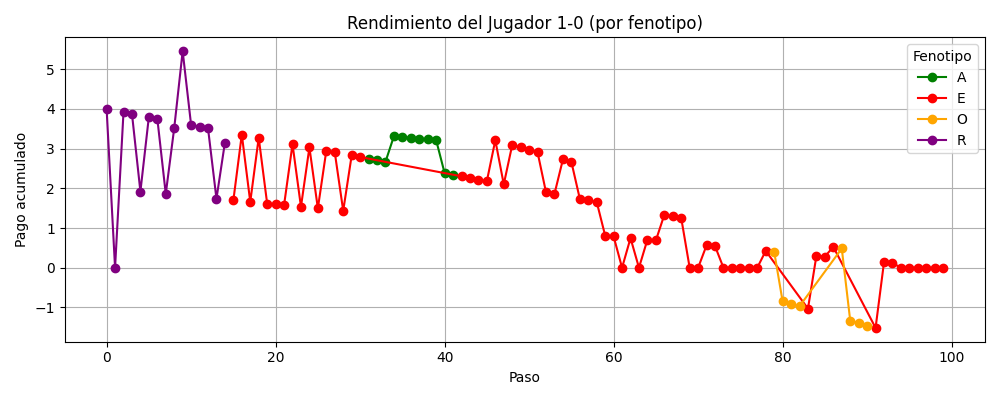 Rendimiento del Jugador 1-0 (por fenotipo)
Pago acumulado
5
4
3
2
1
0
−1
0
20
40
60
80
100
Paso
Fenotipo
A
E
O
R